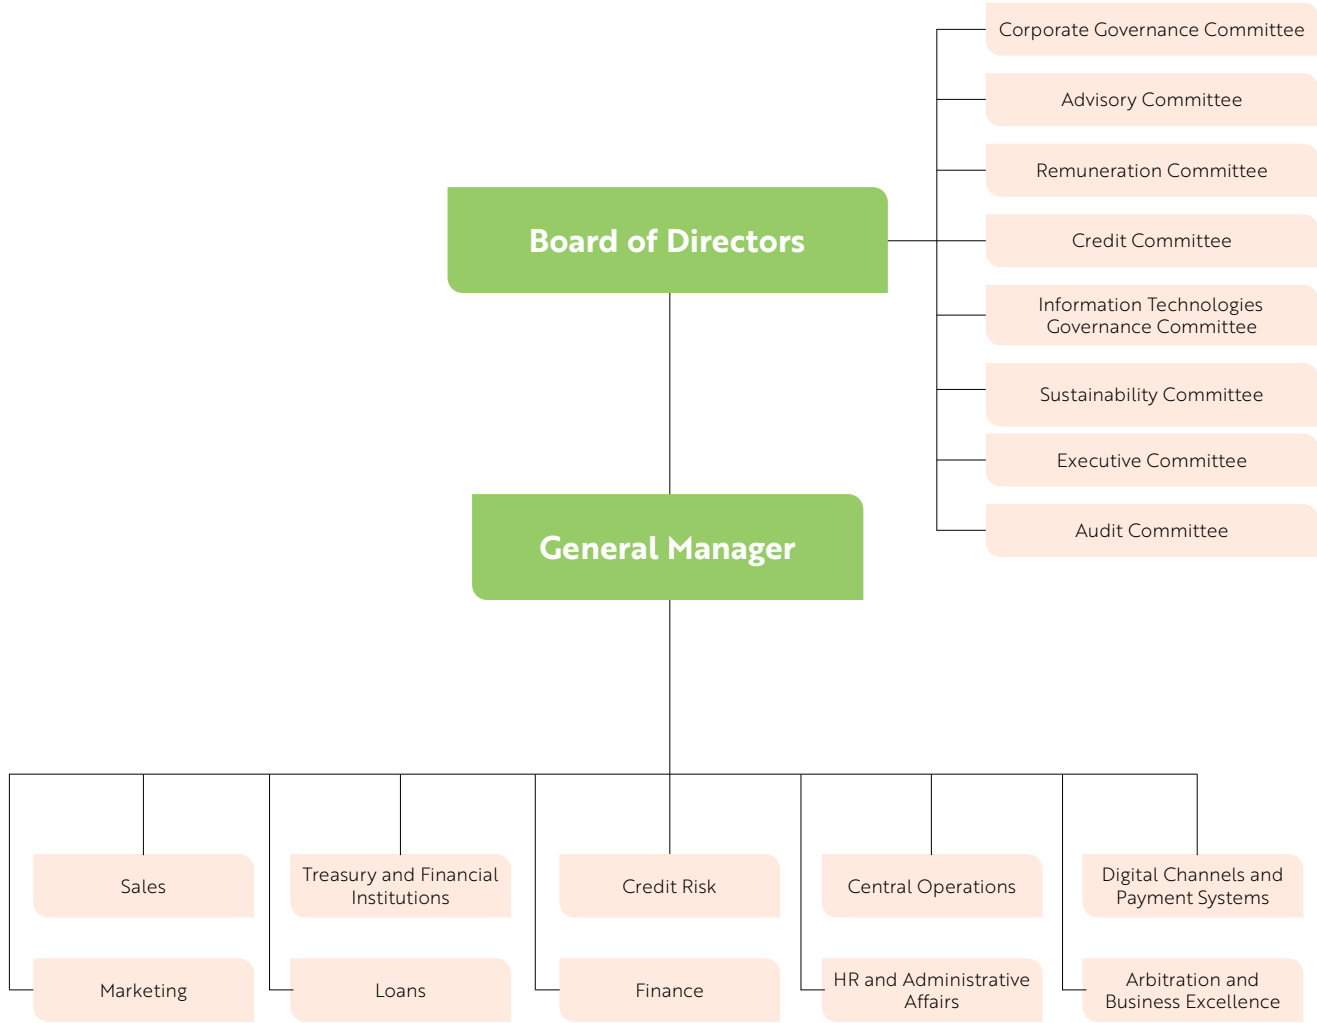 Corporate Governance Committee
Advisory Committee
Remuneration Committee
Board of Directors
Credit Committee
Information Technologies
Governance Committee
Sustainability Committee
Executive Committee
Audit Committee
General Manager
Sales
Treasury and Financial
Institutions
Credit Risk
Central Operations
Digital Channels and
Payment Systems
Marketing
Loans
Finance
HR and Administrative
Affairs
Arbitration and
Business Excellence